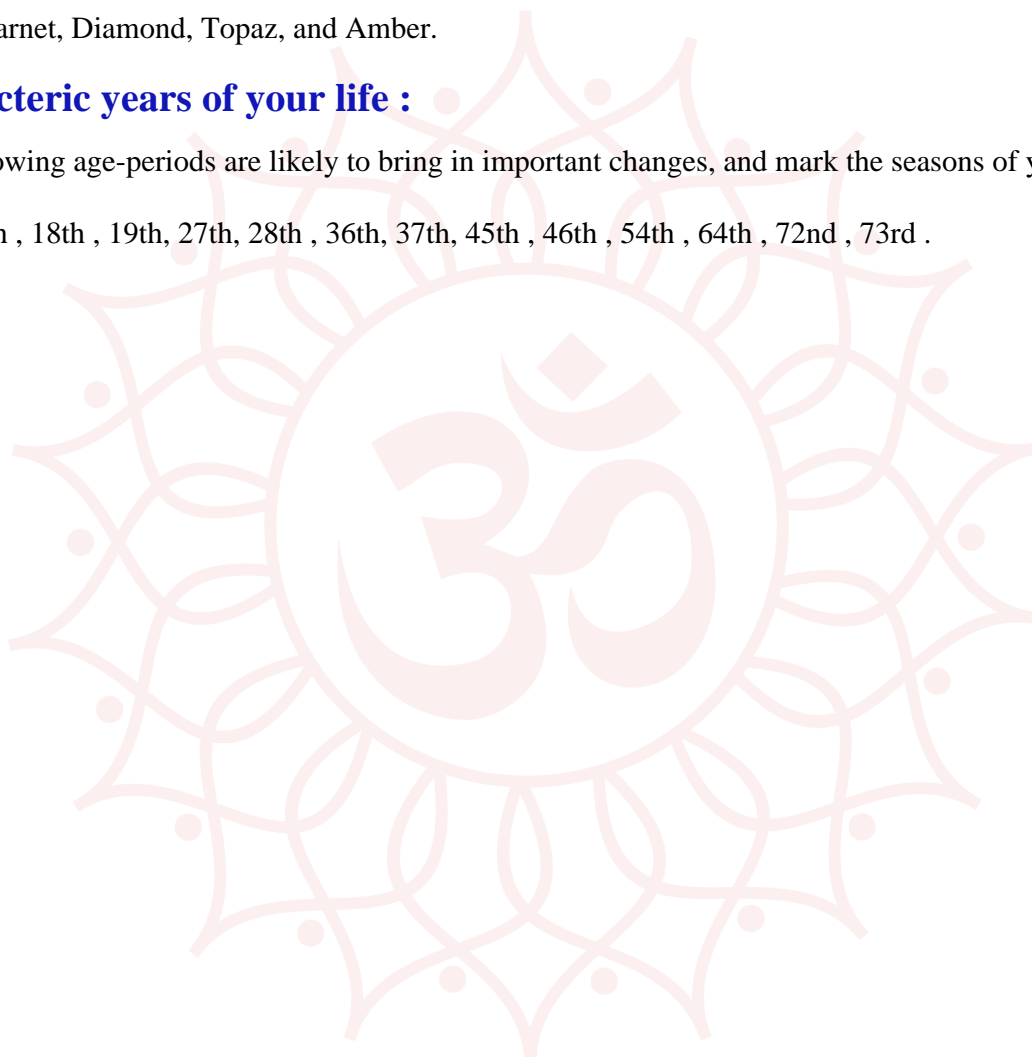 arnet, Diamond, Topaz, and Amber.
cteric years of your life :
owing age-periods are likely to bring in important changes, and mark the seasons of y
, 18th , 19th, 27th, 28th , 36th, 37th, 45th , 46th , 54th , 64th , 72nd , 73rd .
ॐ